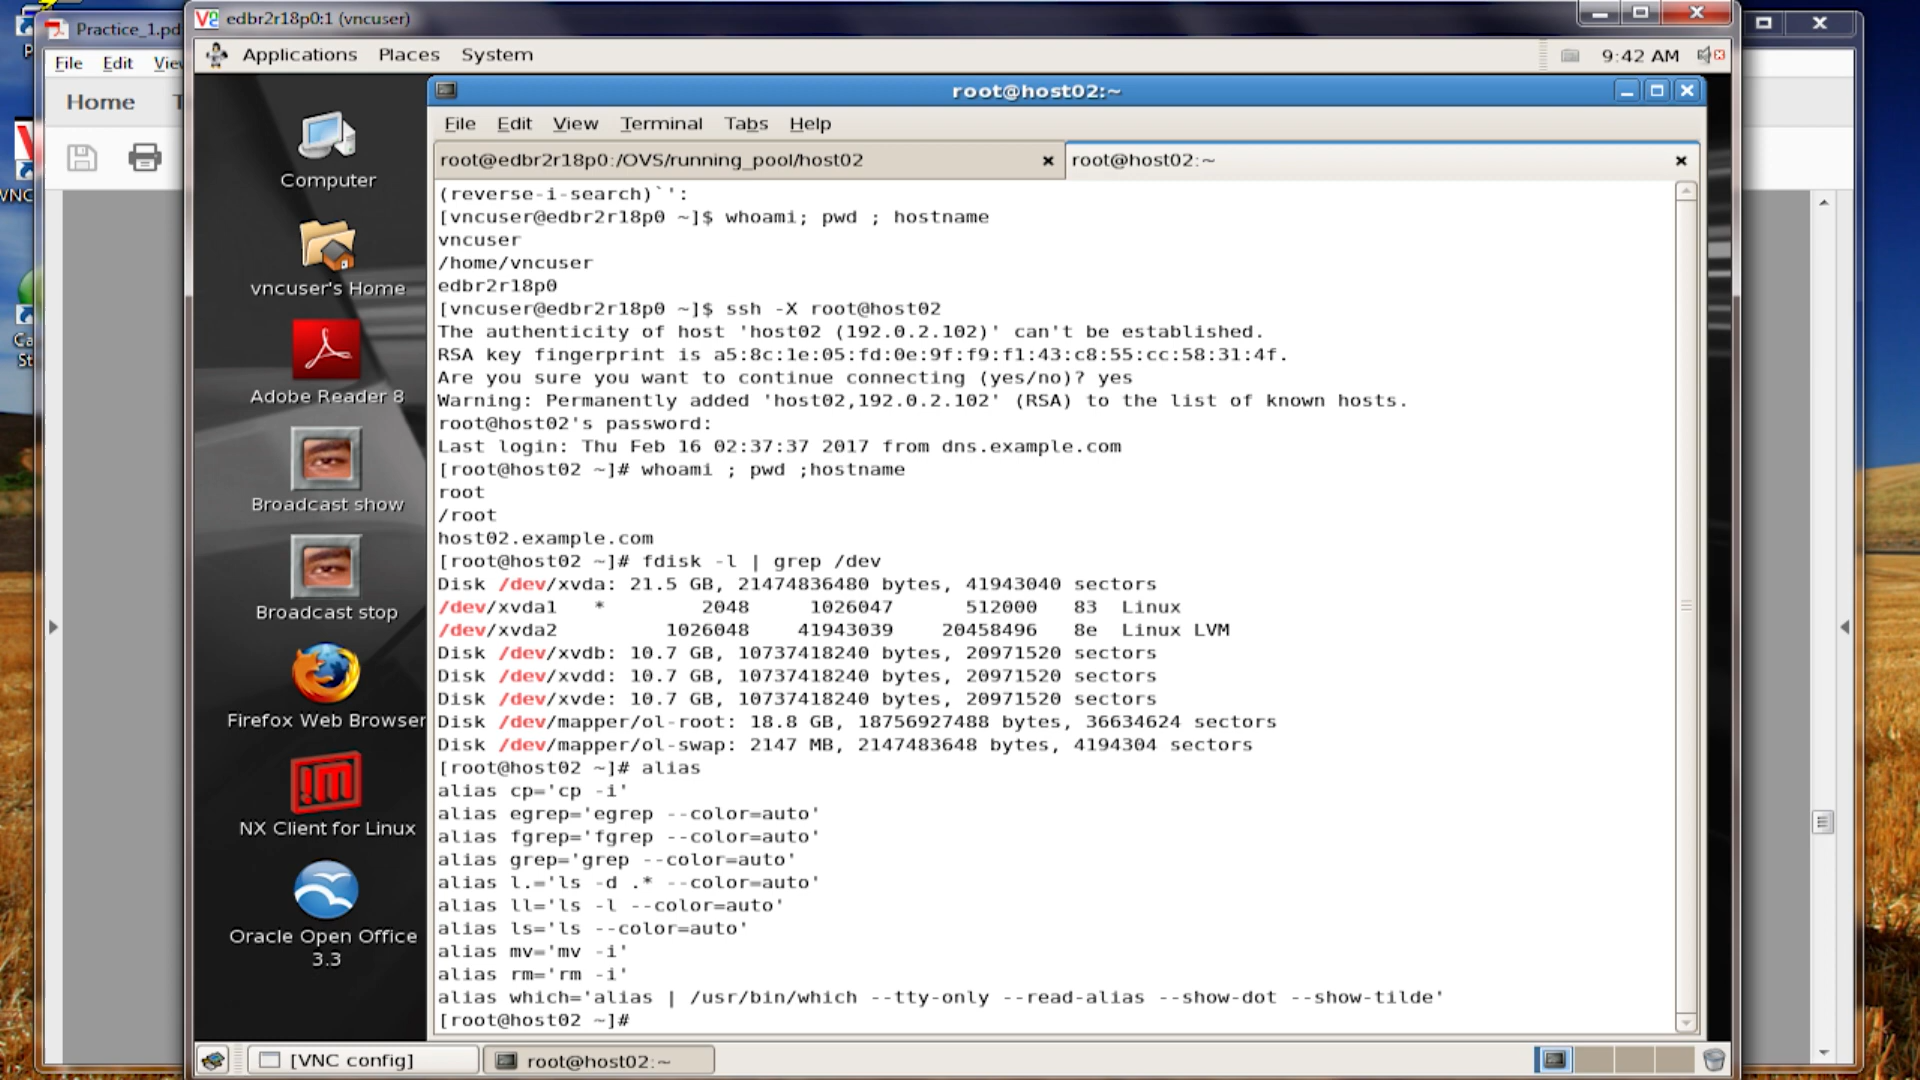 Practice_1.pd
File Edit Viev
Home
edbr2r18p0:1 (vncuser)
Applications Places System
9:42 AM
Computer
vncuser's Home
Adobe Reader 8
Broadcast show
Broadcast stop
Firefox Web Browser
NX Client for Linux
Oracle Open Office
3.3
root@host02:~
File Edit View Terminal Tabs Help
root@edbr2r18p0:/OVS/running_pool/host02
root@host02:~
(reverse-i-search)`':
[vncuser@edbr2r18p0 ~]$ whoami; pwd ; hostname
vncuser
/home/vncuser
edbr2r18p0
[vncuser@edbr2r18p0 ~]$ ssh -X root@host02
The authenticity of host 'host02 (192.0.2.102)' can't be established.
RSA key fingerprint is a5:8c:1e:05:fd:0e:9f:f9:f1:43:c8:55:cc:58:31:4f.
Are you sure you want to continue connecting (yes/no)? yes
Warning: Permanently added 'host02,192.0.2.102' (RSA) to the list of known hosts.
root@host02's password:
Last login: Thu Feb 16 02:37:37 2017 from dns.example.com
[root@host02 ~]# whoami ; pwd ;hostname
root
/root
host02.example.com
[root@host02 ~]# fdisk -l | grep /dev
Disk /dev/xvda: 21.5 GB, 21474836480 bytes, 41943040 sectors
/dev/xvda1   *        2048     1026047      512000   83  Linux
/dev/xvda2         1026048    41943039    20458496   8e  Linux LVM
Disk /dev/xvdb: 10.7 GB, 10737418240 bytes, 20971520 sectors
Disk /dev/xvdd: 10.7 GB, 10737418240 bytes, 20971520 sectors
Disk /dev/xvde: 10.7 GB, 10737418240 bytes, 20971520 sectors
Disk /dev/mapper/ol-root: 18.8 GB, 18756927488 bytes, 36634624 sectors
Disk /dev/mapper/ol-swap: 2147 MB, 2147483648 bytes, 4194304 sectors
[root@host02 ~]# alias
alias cp='cp -i'
alias egrep='egrep --color=auto'
alias fgrep='fgrep --color=auto'
alias grep='grep --color=auto'
alias l.='ls -d .* --color=auto'
alias ll='ls -l --color=auto'
alias ls='ls --color=auto'
alias mv='mv -i'
alias rm='rm -i'
alias which='alias | /usr/bin/which --tty-only --read-alias --show-dot --show-tilde'
[root@host02 ~]#
[VNC config]
root@host02:~